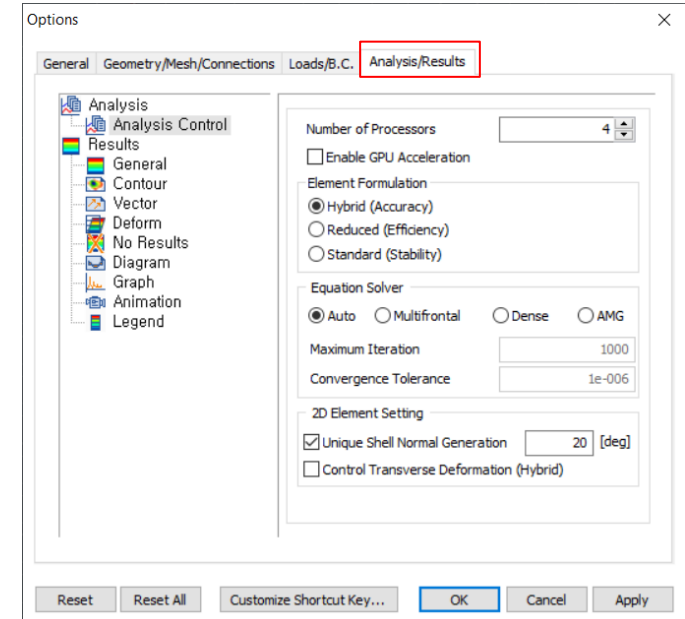 Options
General Geometry/Mesh/Connections Loads/B.C. Analysis/Results
Analysis
Analysis Control
Results
General
Contour
Vector
Deform
No Results
Diagram
Graph
Animation
Legend
Number of Processors 4
Enable GPU Acceleration
Element Formulation
Hybrid (Accuracy)
Reduced (Efficiency)
Standard (Stability)
Equation Solver
Auto Multifrontal Dense AMG
Maximum Iteration 1000
Convergence Tolerance 1e-006
2D Element Setting
Unique Shell Normal Generation 20 [deg]
Control Transverse Deformation (Hybrid)
Reset Reset All Customize Shortcut Key... OK Cancel Apply